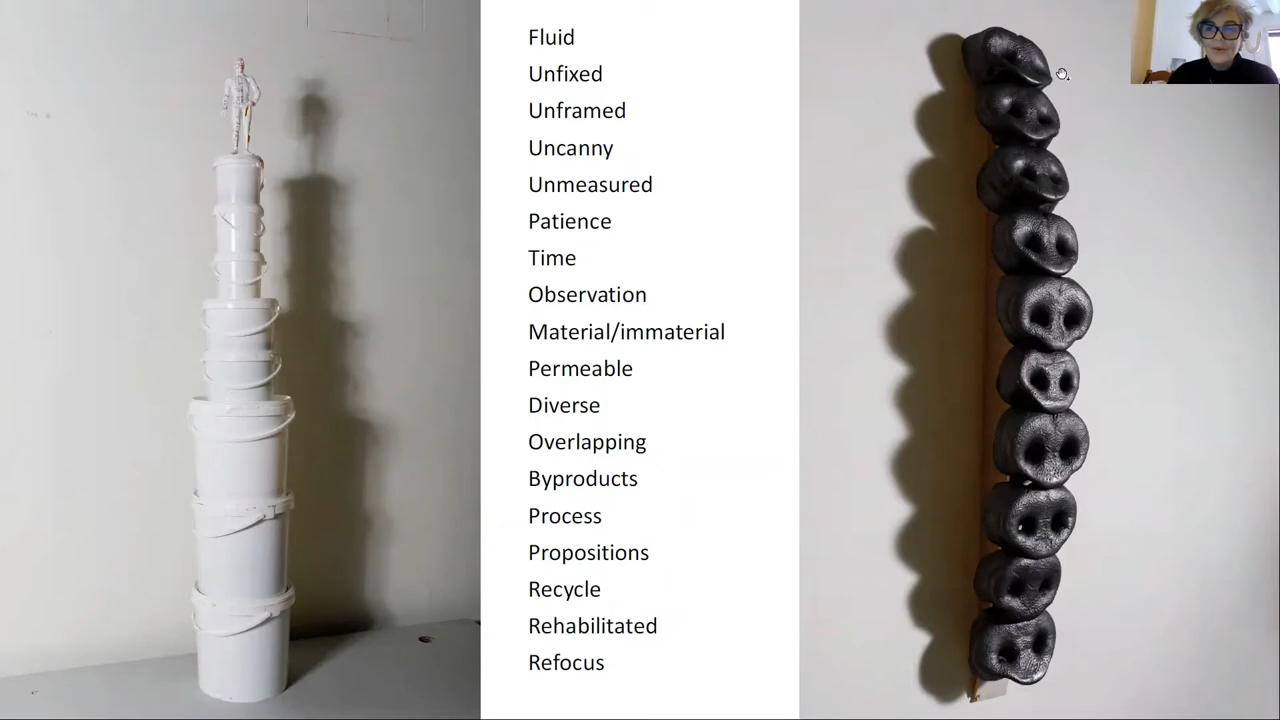 Fluid
Unfixed
Unframed
Uncanny
Unmeasured
Patience
Time
Observation
Material/immaterial
Permeable
Diverse
Overlapping
Byproducts
Process
Propositions
Recycle
Rehabilitated
Refocus